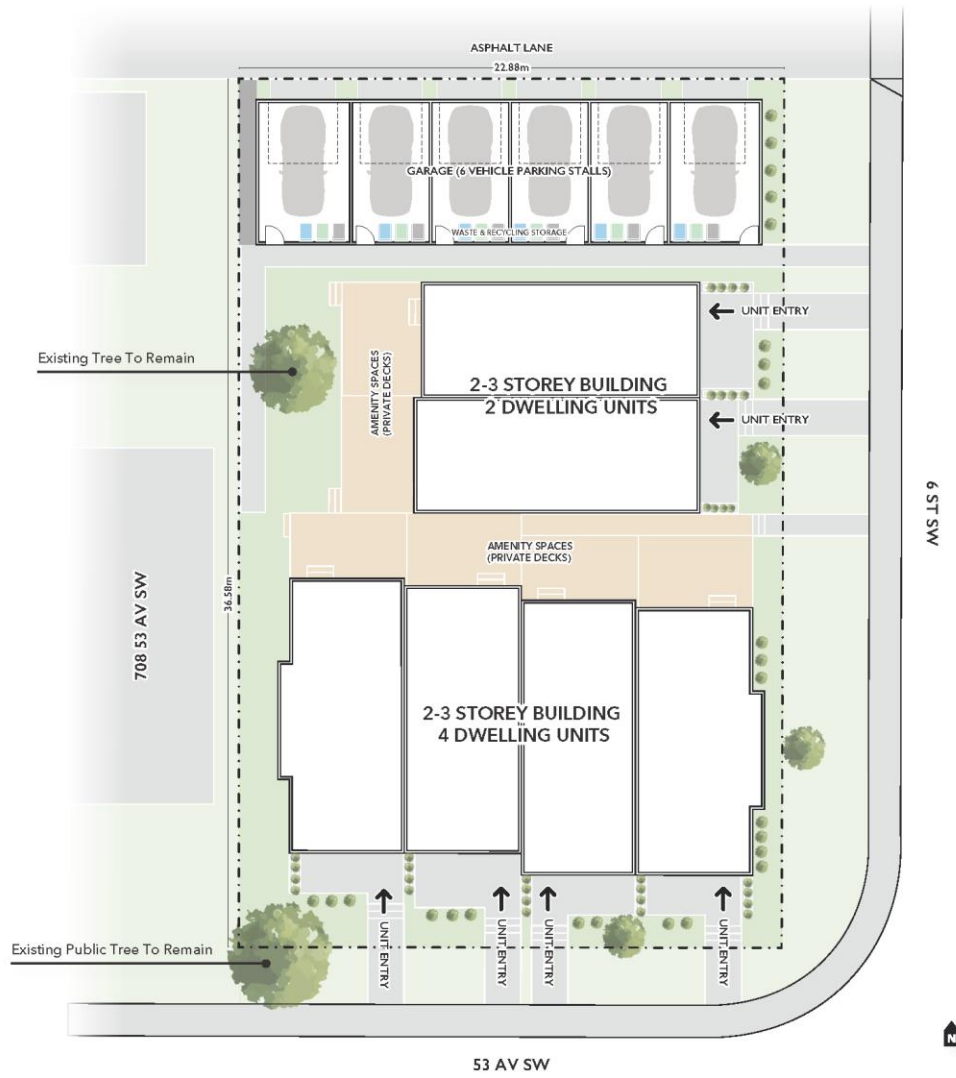 ASPHALT LANE
22.88m
GARAGE (6 VEHICLE PARKING STALLS)
WASTE & RECYCLING STORAGE
UNIT ENTRY
Existing Tree To Remain
AMENITY SPACES
(PRIVATE DECKS)
2-3 STOREY BUILDING
2 DWELLING UNITS
UNIT ENTRY
6 ST SW
AMENITY SPACES
(PRIVATE DECKS)
36.58m
708 53 AV SW
2-3 STOREY BUILDING
4 DWELLING UNITS
UNIT ENTRY
UNIT ENTRY
UNIT ENTRY
UNIT ENTRY
Existing Public Tree To Remain
N
53 AV SW